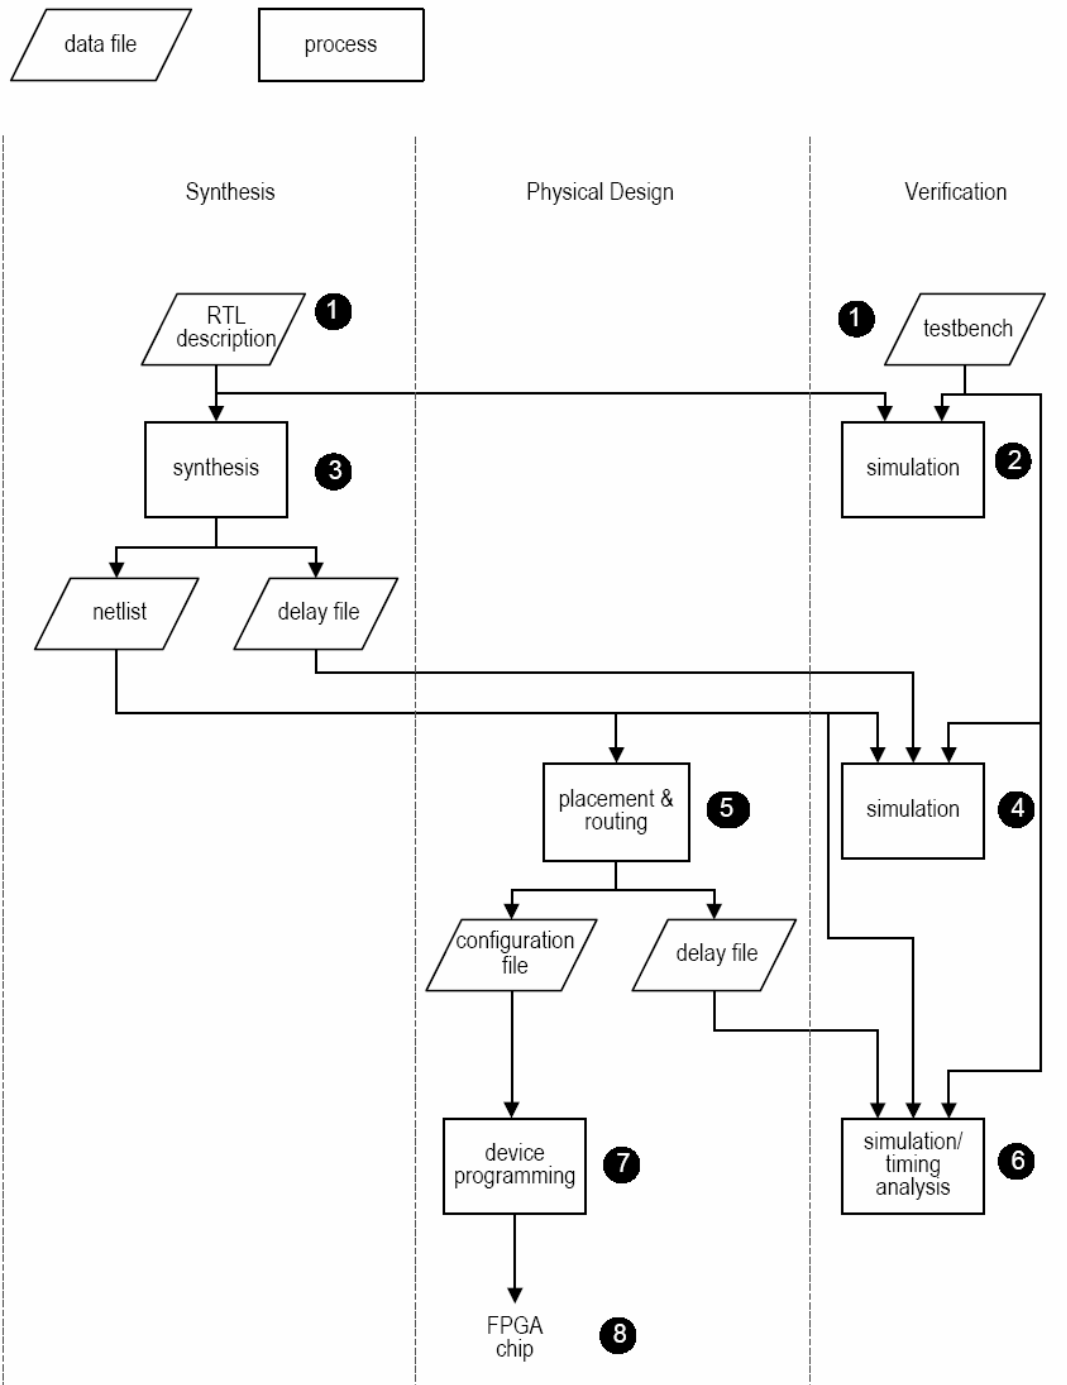 data file
process
Synthesis
Physical Design
Verification
RTL
description
1
1
testbench
synthesis
3
simulation
2
netlist
delay file
placement &
routing
5
simulation
4
configuration
file
delay file
device
programming
7
simulation/
timing
analysis
6
FPGA
chip
8